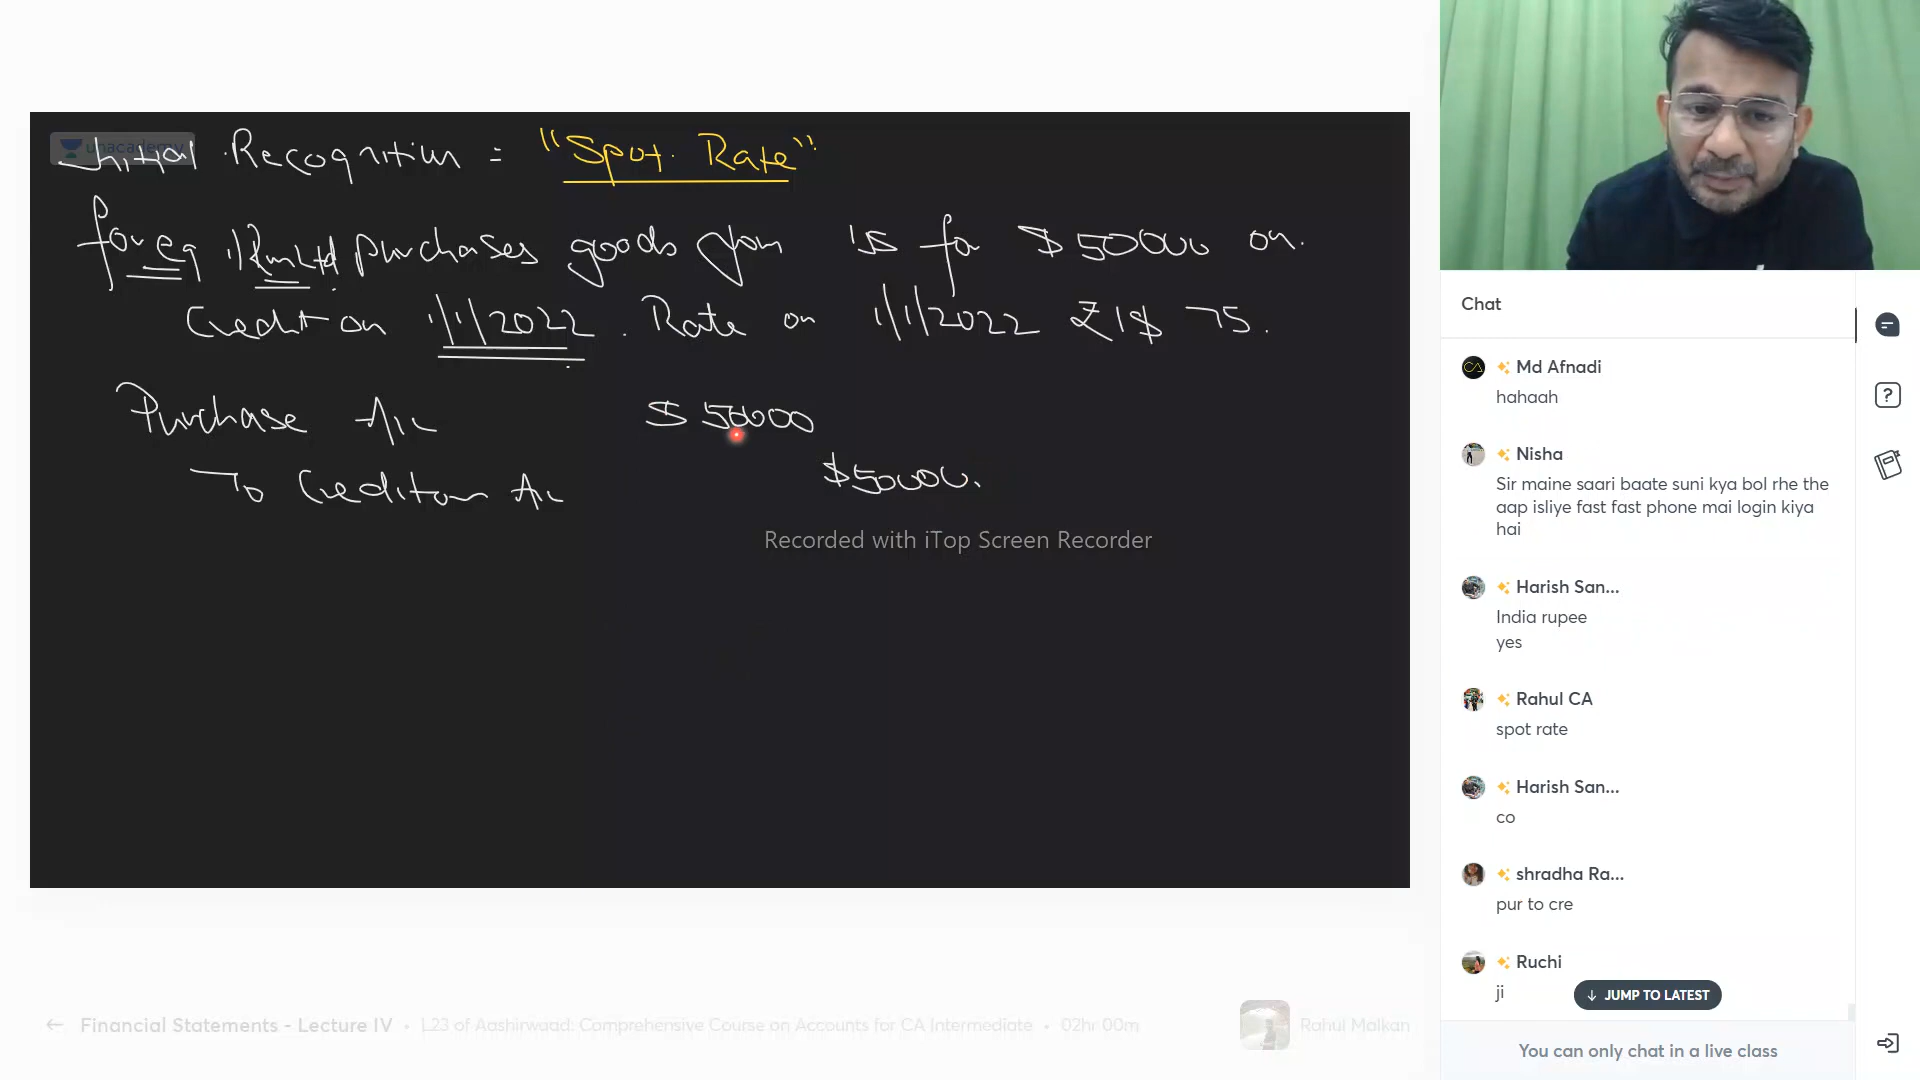 unacademy
Initial Recognition = "Spot Rate"
for eg 1) Rm Ltd purchases goods from US for $50000 on.
Credit on 1/1/2022. Rate on 1/1/2022 ₹1$ 75.
Purchase A/c $50000
To Creditors A/c $50000.
Recorded with iTop Screen Recorder
Financial Statements - Lecture IV • L23 of Aashirwaad: Comprehensive Course on Accounts for CA Intermediate • 02hr 00m
Rahul Malkan
Chat
Md Afnadi
hahaah
Nisha
Sir maine saari baate suni kya bol rhe the
aap isliye fast fast phone mai login kiya
hai
Harish San...
India rupee
yes
Rahul CA
spot rate
Harish San...
co
shradha Ra...
pur to cre
Ruchi
ji
JUMP TO LATEST
You can only chat in a live class